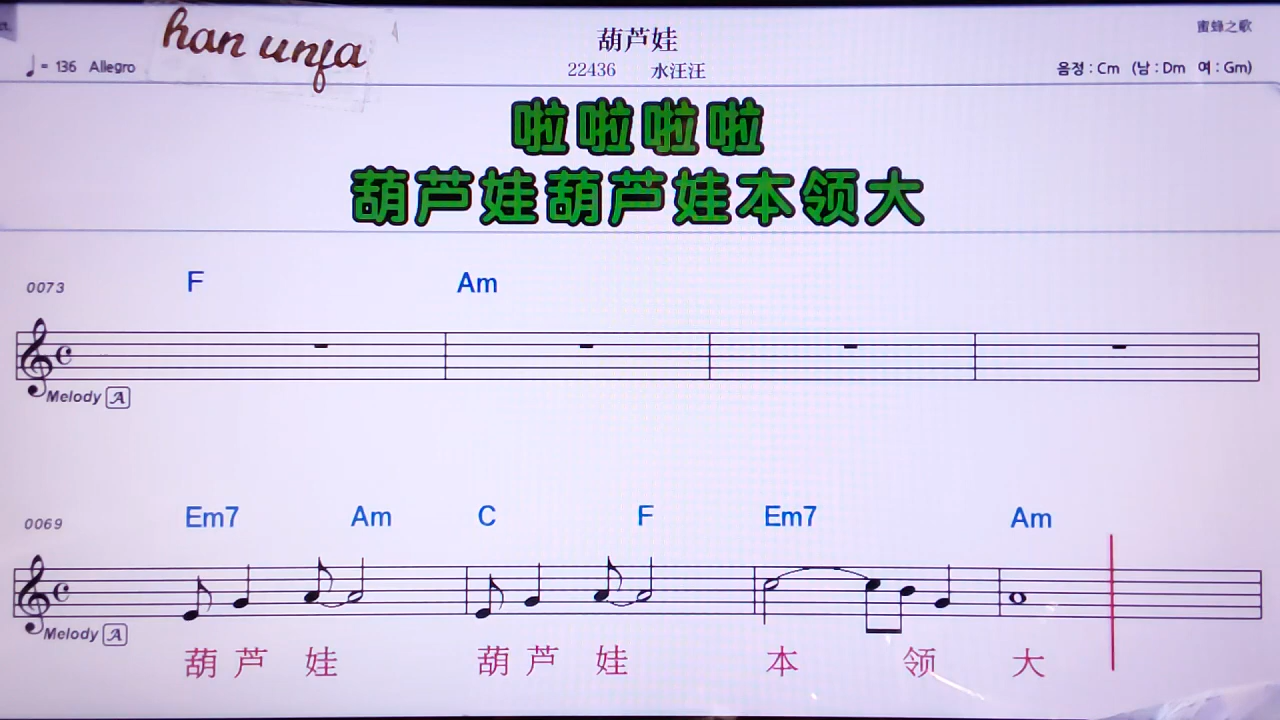 han unfa
葫芦娃
蜜蜂之歌
♩= 136 Allegro
22436 水汪汪
음정 : Cm (남 : Dm 여 : Gm)
啦啦啦啦
葫芦娃葫芦娃本领大
0073 F Am
Melody A
0069 Em7 Am C F Em7 Am
Melody A
葫 芦 娃 葫 芦 娃 本 领 大